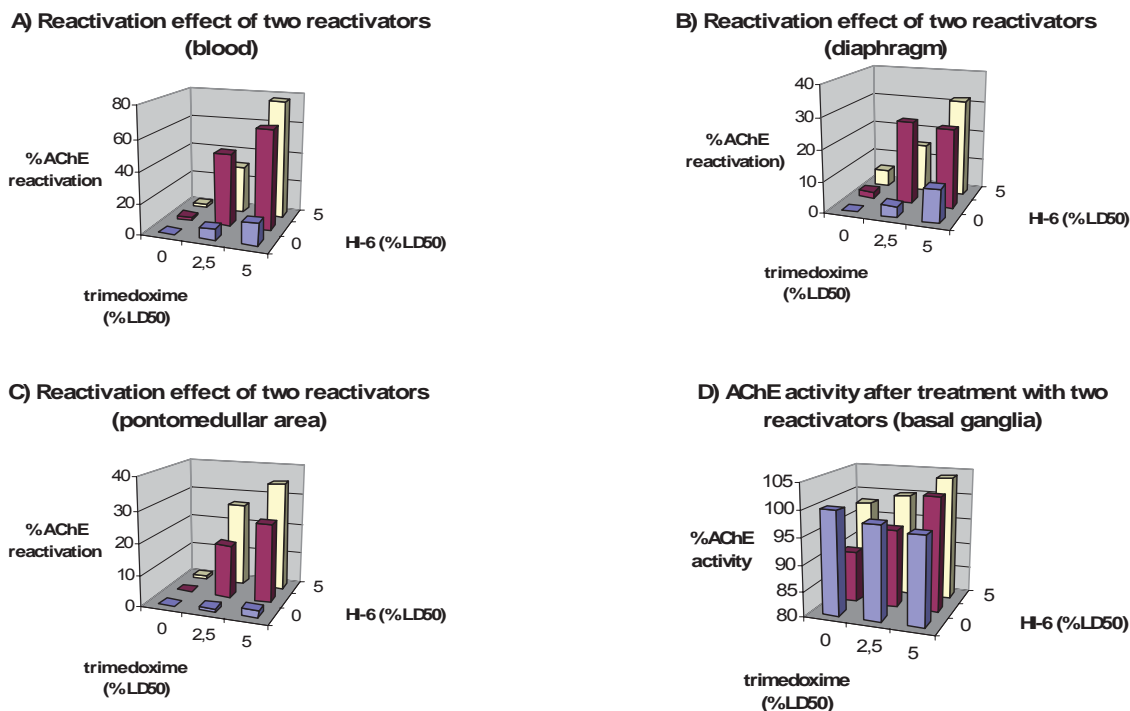 A) Reactivation effect of two reactivators
(blood)
80
60
40
20
0
%AChE
reactivation
0
2,5
5
trimedoxime
(%LD50)
5
0
HI-6 (%LD50)
B) Reactivation effect of two reactivators
(diaphragm)
40
30
20
10
0
%AChE
reactivation)
0
2,5
5
trimedoxime
(%LD50)
5
0
HI-6 (%LD50)
C) Reactivation effect of two reactivators
(pontomedullar area)
40
30
20
10
0
%AChE
reactivation
0
2,5
5
trimedoxime
(%LD50)
5
0
HI-6 (%LD50)
D) AChE activity after treatment with two
reactivators (basal ganglia)
105
100
95
90
85
80
%AChE
activity
0
2,5
5
trimedoxime
(%LD50)
5
0
HI-6 (%LD50)